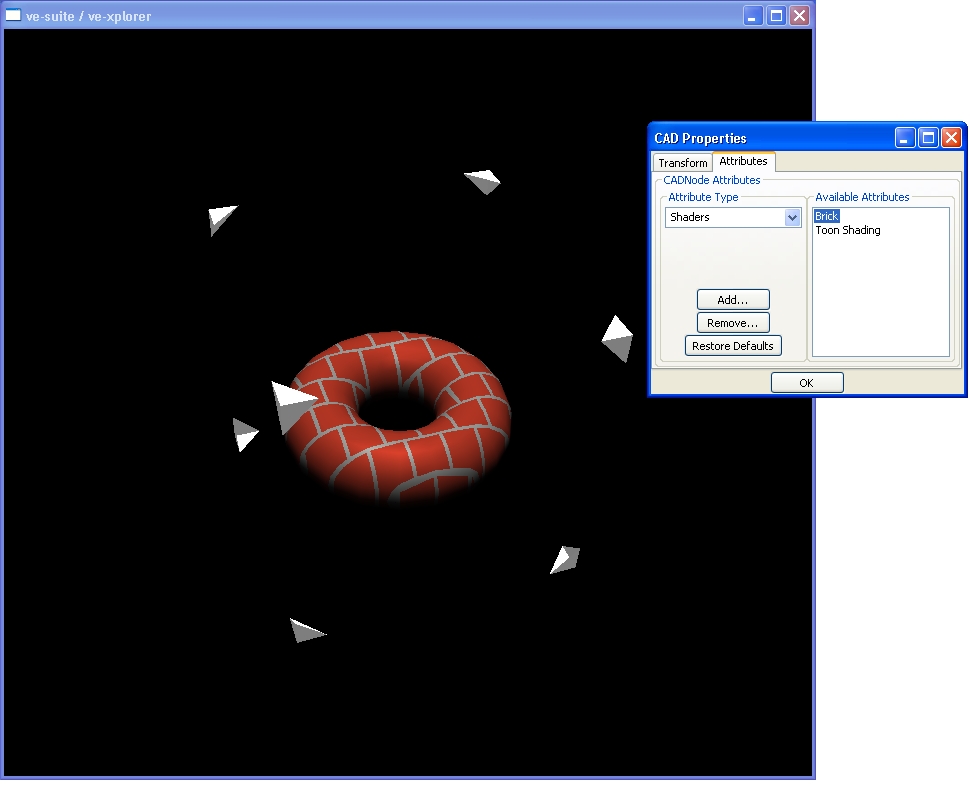 ve-suite / ve-xplorer
CAD Properties
Transform Attributes
CADNode Attributes
Attribute Type
Shaders
Add...
Remove...
Restore Defaults
Available Attributes
Brick
Toon Shading
OK